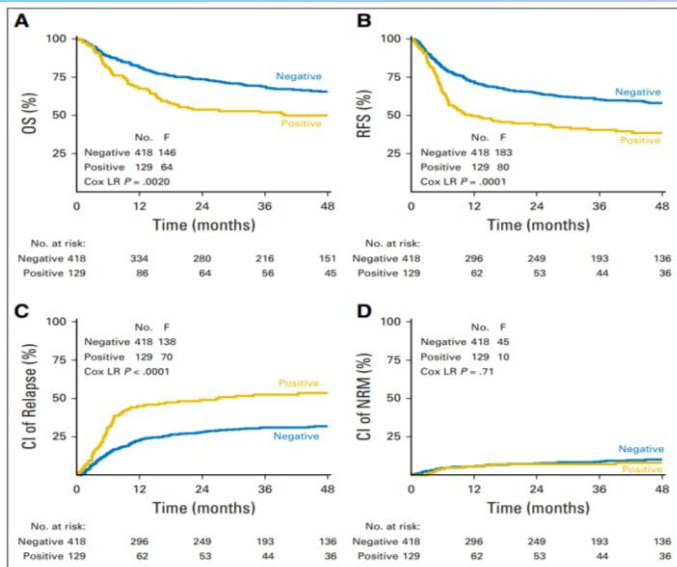 A
100
75
50
25
OS (%)
Negative
Positive
No. F
Negative 418 146
Positive 129 64
Cox LR P = .0020
0 12 24 36 48
Time (months)
No. at risk:
Negative 418 334 280 216 151
Positive 129 86 64 56 45
B
100
75
50
25
RFS (%)
Negative
Positive
No. F
Negative 418 183
Positive 129 80
Cox LR P = .0001
0 12 24 36 48
Time (months)
No. at risk:
Negative 418 296 249 193 136
Positive 129 62 53 44 36
C
100
75
50
25
CI of Relapse (%)
No. F
Negative 418 138
Positive 129 70
Cox LR P < .0001
Positive
Negative
0 12 24 36 48
Time (months)
No. at risk:
Negative 418 296 249 193 136
Positive 129 62 53 44 36
D
100
75
50
25
CI of NRM (%)
No. F
Negative 418 45
Positive 129 10
Cox LR P = .71
Negative
Positive
0 12 24 36 48
Time (months)
No. at risk:
Negative 418 296 249 193 136
Positive 129 62 53 44 36